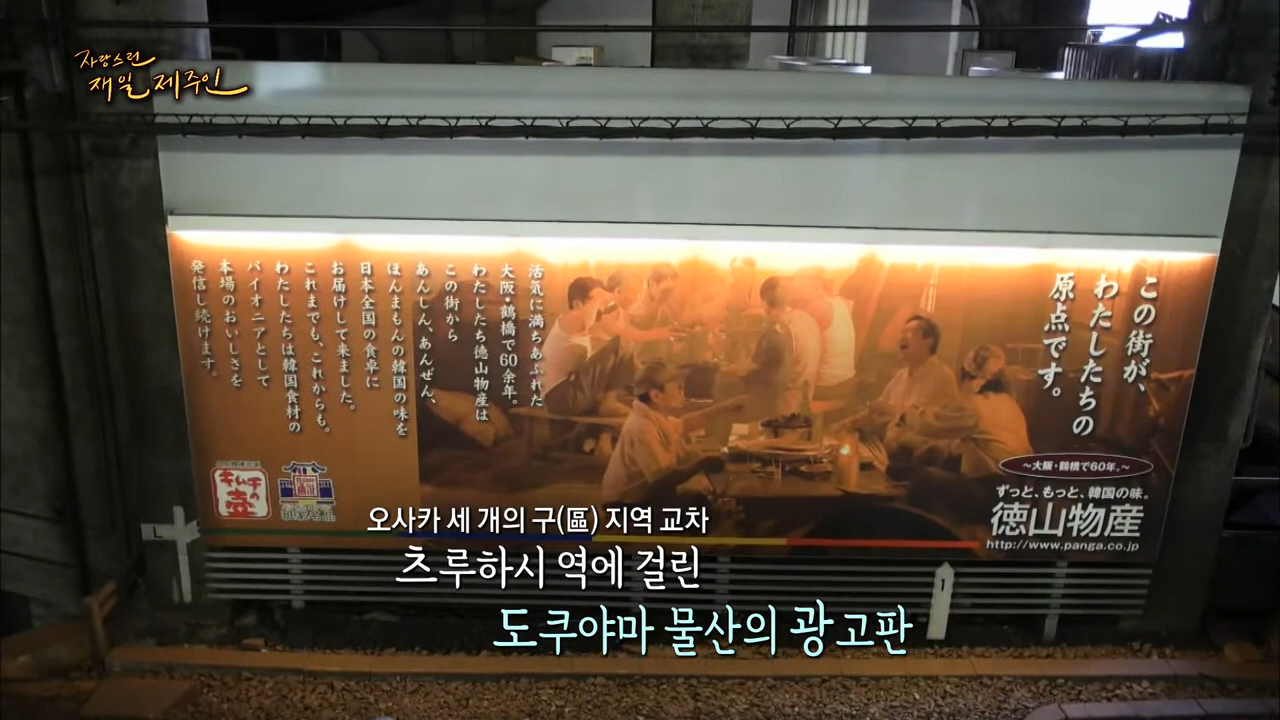 자랑스런
재일 제주인
この街が、
わたしたちの
原点です。
活気に満ちあふれた
大阪・鶴橋で60余年。
わたしたち徳山物産は
この街から
あんしん、あんぜん、
ほんまもんの韓国の味を
日本全国の食卓に
お届けして来ました。
これまでも、これからも。
わたしたちは韓国食材の
パイオニアとして
本場のおいしさを
発信し続けます。
キムチの
壷
～大阪・鶴橋で60年。～
ずっと、もっと、韓国の味。
徳山物産
http://www.panga.co.jp
1
오사카 세 개의 구(區) 지역 교차
츠루하시 역에 걸린
도쿠야마 물산의 광고판